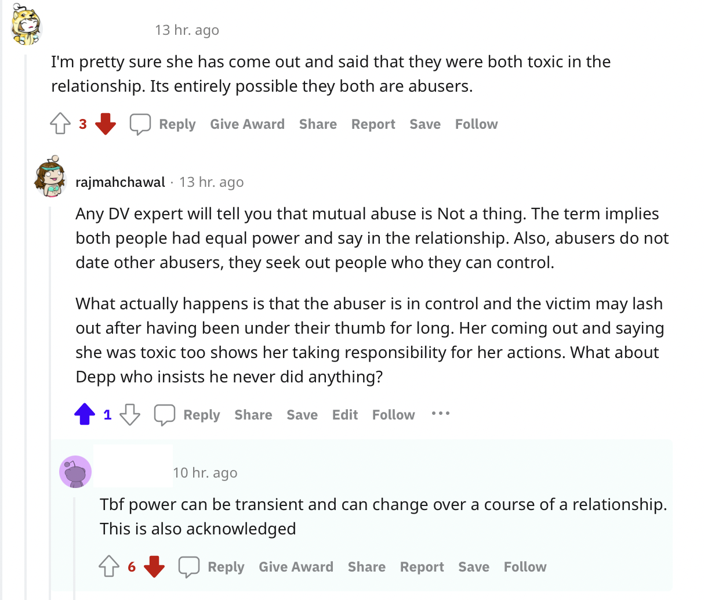 13 hr. ago
I'm pretty sure she has come out and said that they were both toxic in the
relationship. Its entirely possible they both are abusers.
3 Reply Give Award Share Report Save Follow
rajmahchawal · 13 hr. ago
Any DV expert will tell you that mutual abuse is Not a thing. The term implies
both people had equal power and say in the relationship. Also, abusers do not
date other abusers, they seek out people who they can control.
What actually happens is that the abuser is in control and the victim may lash
out after having been under their thumb for long. Her coming out and saying
she was toxic too shows her taking responsibility for her actions. What about
Depp who insists he never did anything?
1 Reply Share Save Edit Follow ···
10 hr. ago
Tbf power can be transient and can change over a course of a relationship.
This is also acknowledged
6 Reply Give Award Share Report Save Follow